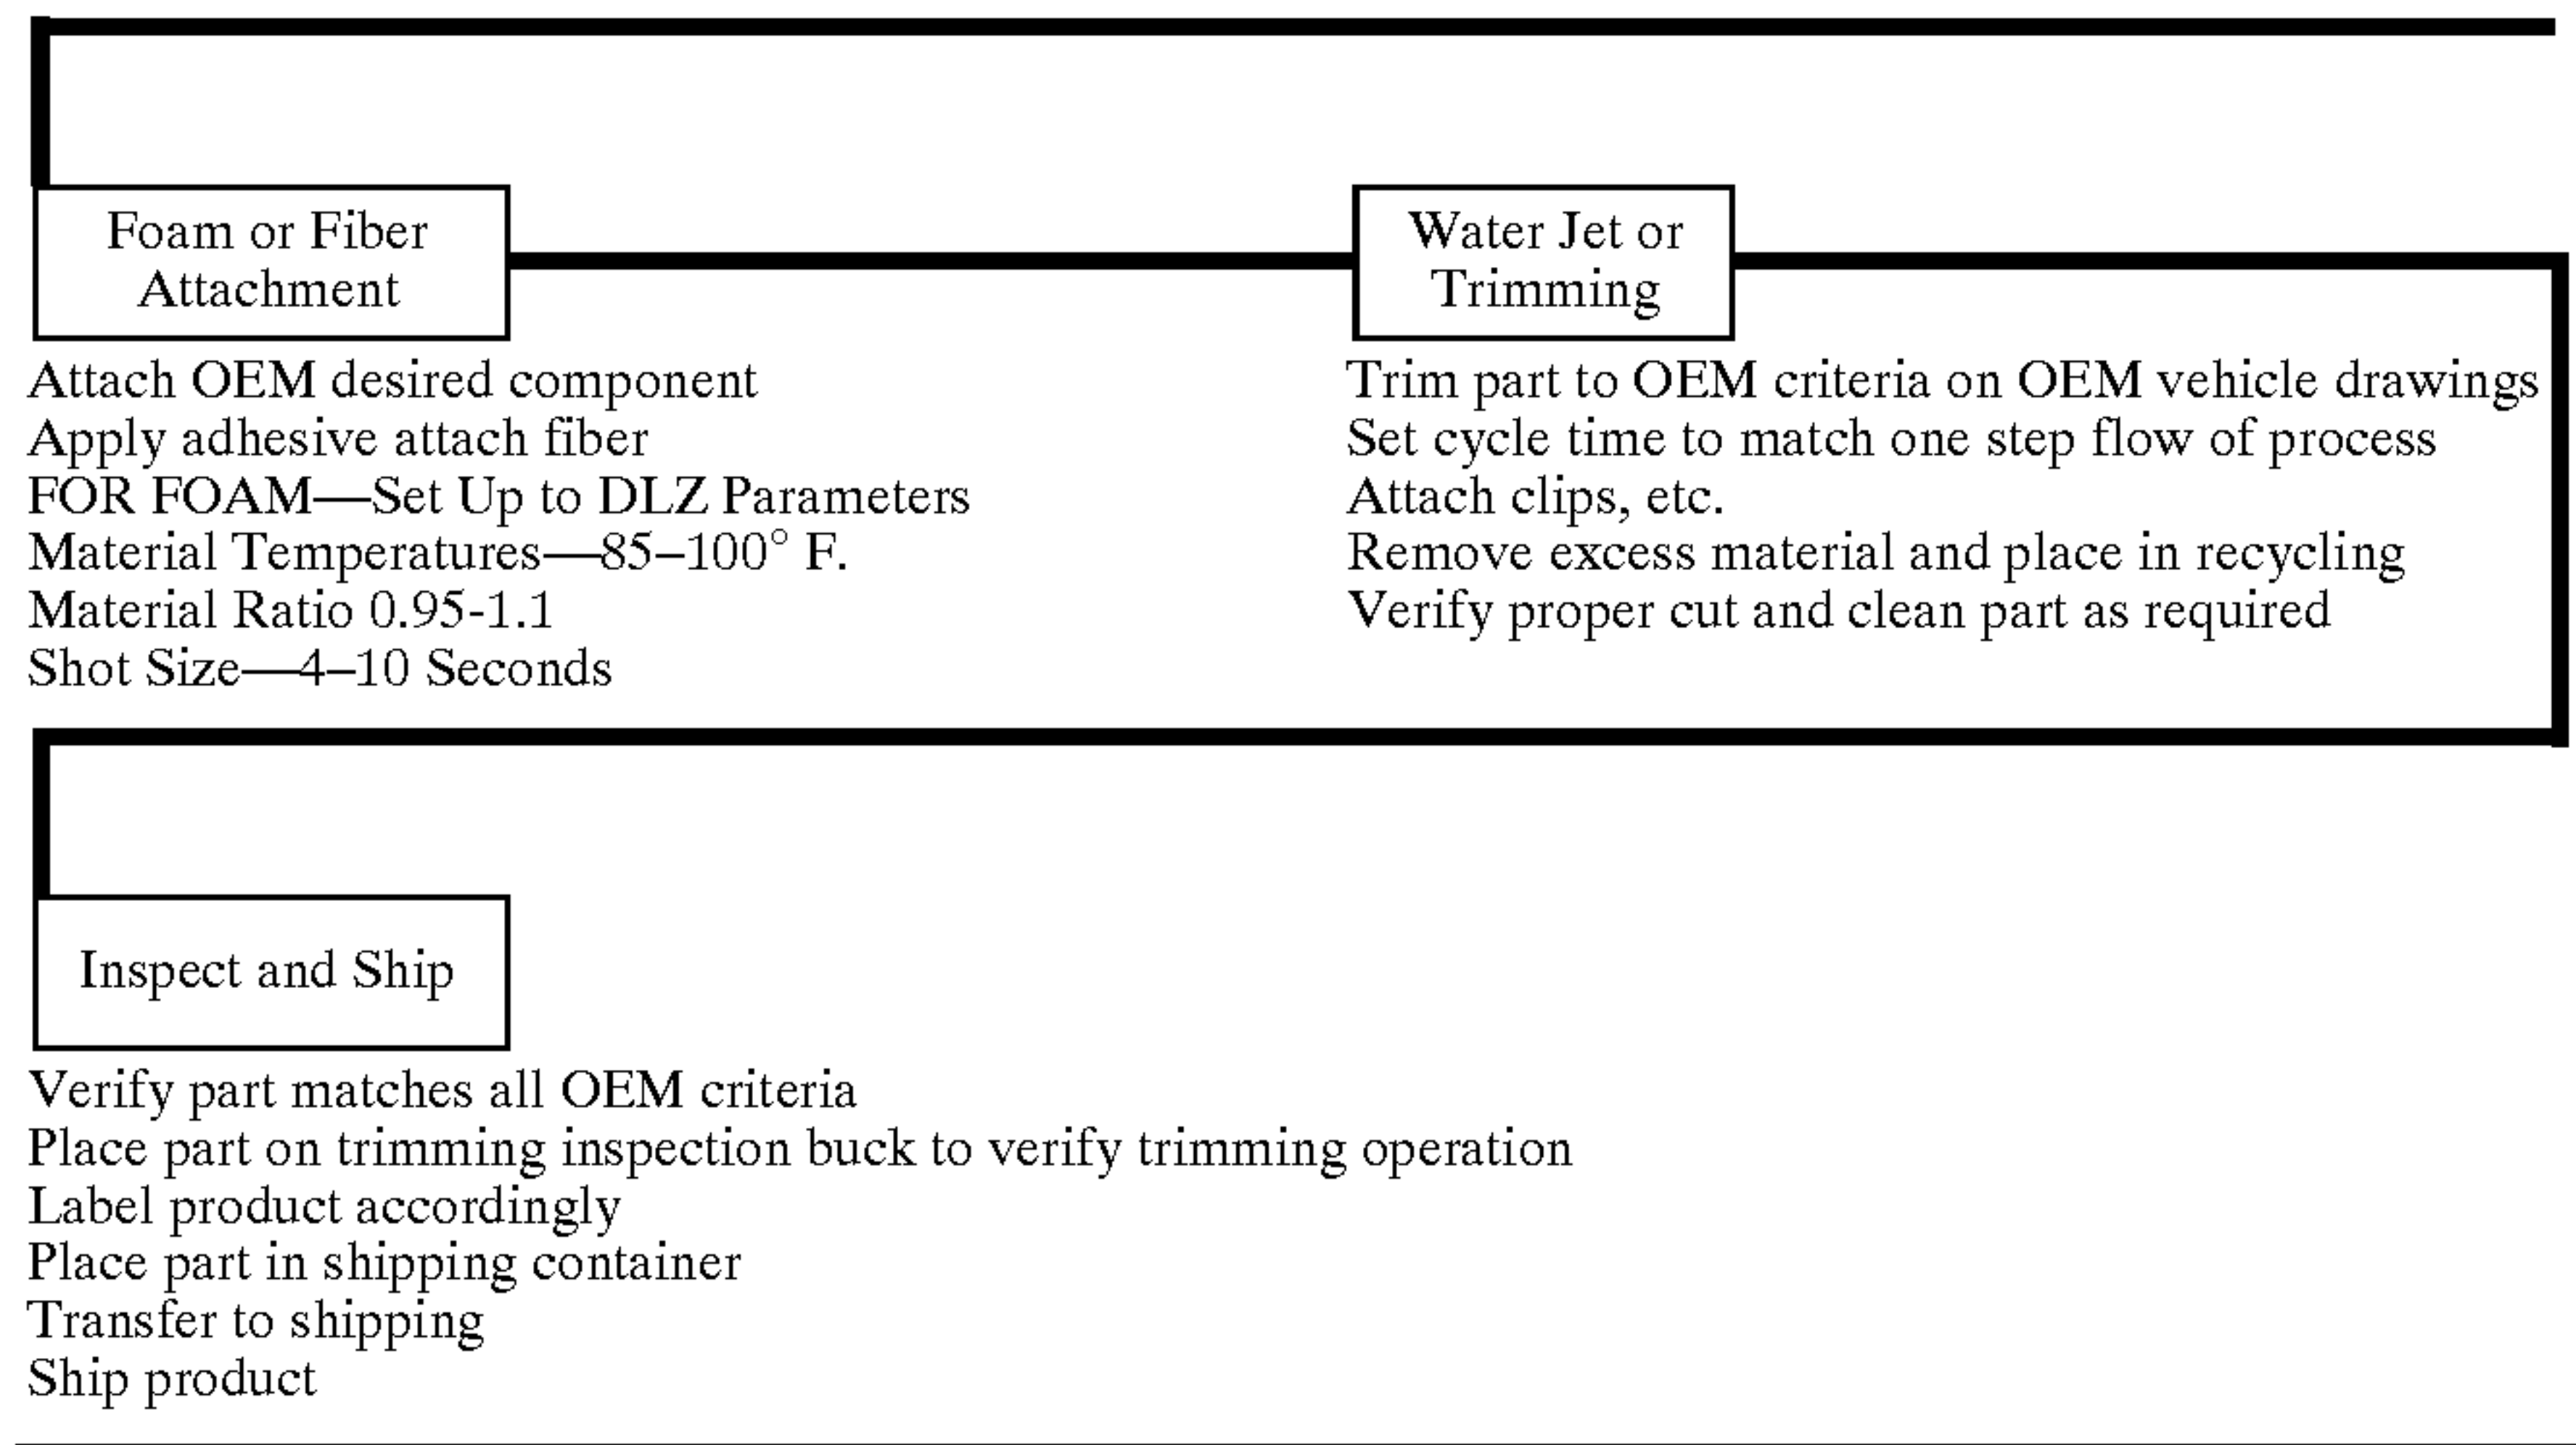 Foam or Fiber
Attachment
Attach OEM desired component
Apply adhesive attach fiber
FOR FOAM—Set Up to DLZ Parameters
Material Temperatures—85–100° F.
Material Ratio 0.95-1.1
Shot Size—4–10 Seconds
Water Jet or
Trimming
Trim part to OEM criteria on OEM vehicle drawings
Set cycle time to match one step flow of process
Attach clips, etc.
Remove excess material and place in recycling
Verify proper cut and clean part as required
Inspect and Ship
Verify part matches all OEM criteria
Place part on trimming inspection buck to verify trimming operation
Label product accordingly
Place part in shipping container
Transfer to shipping
Ship product